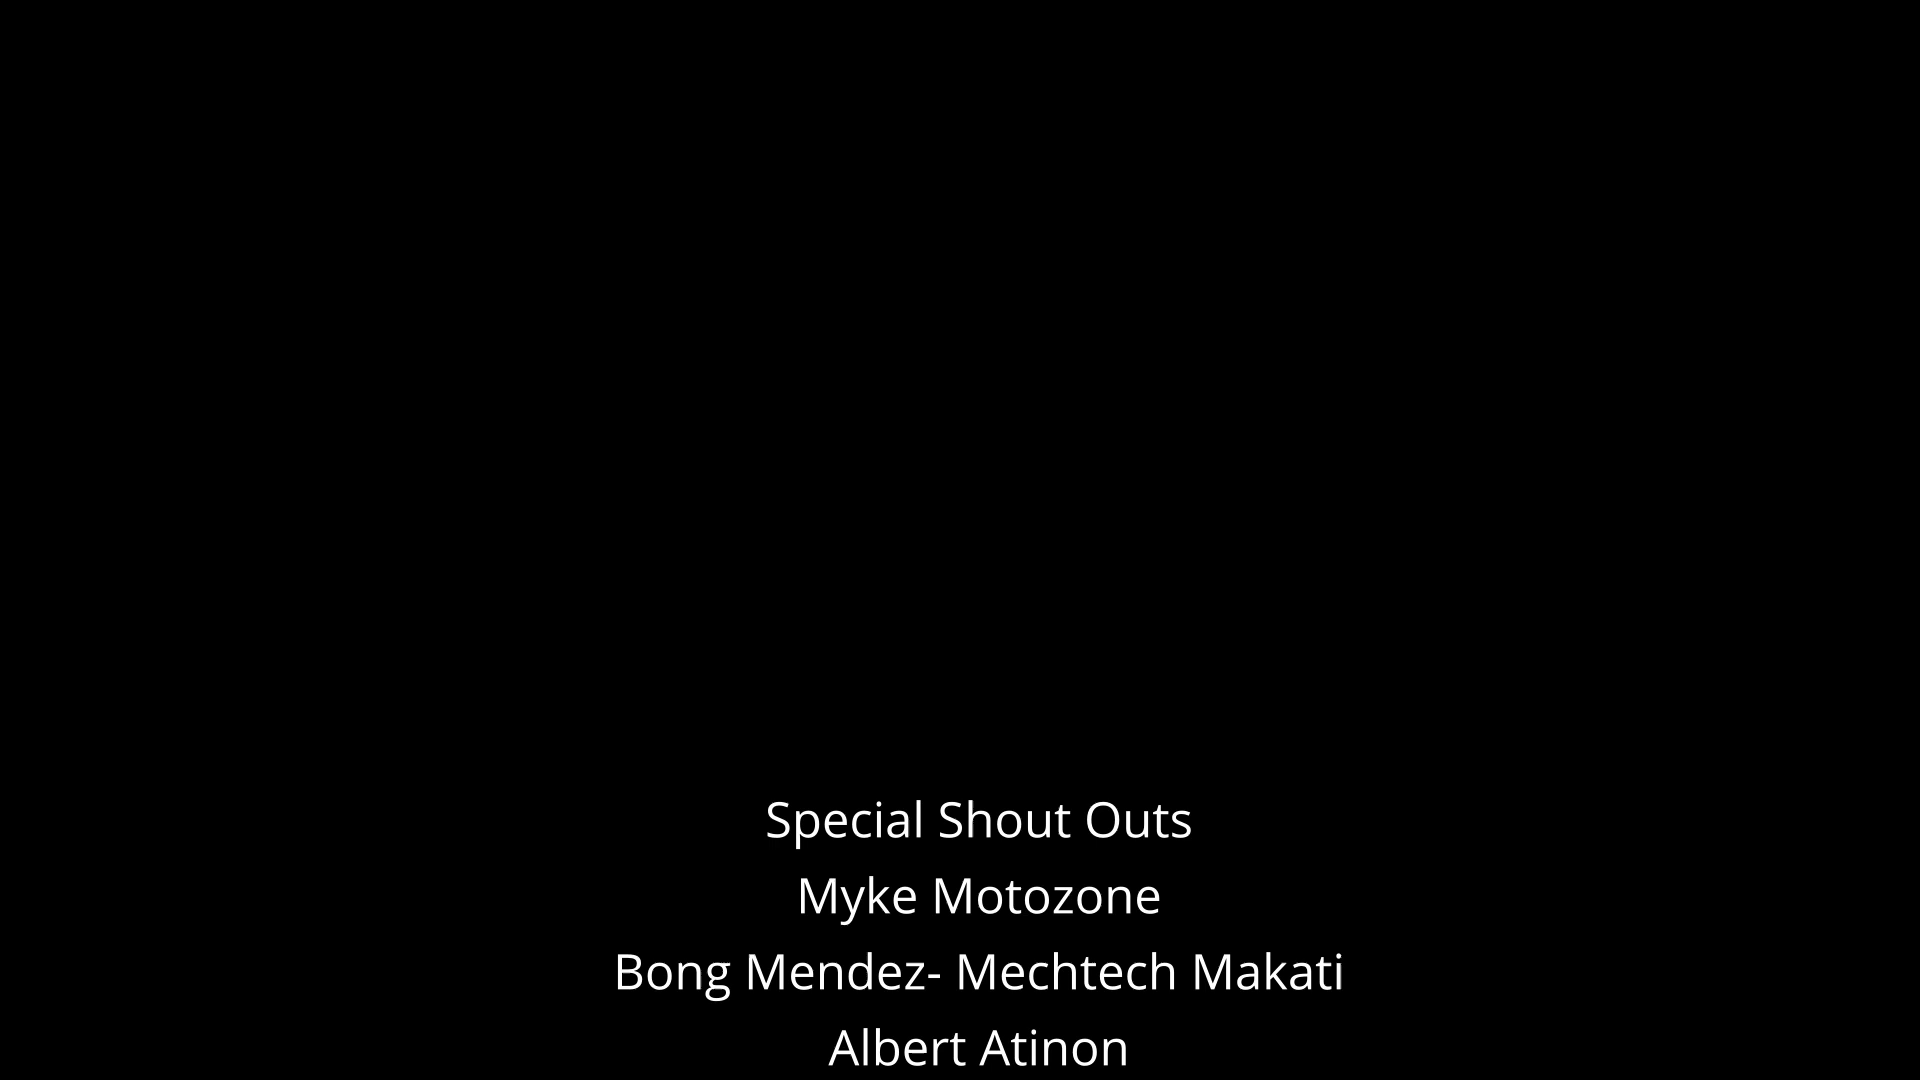 Special Shout Outs
Myke Motozone
Bong Mendez- Mechtech Makati
Albert Atinon